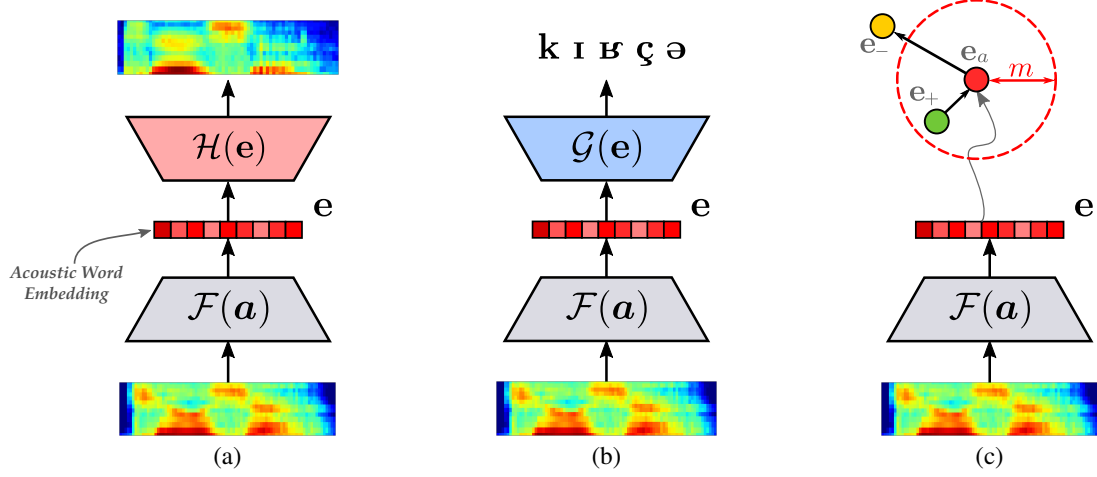 k ɪ ʁ ç ə
e₋
eₐ
m
e₊
H(e)
G(e)
e
e
e
Acoustic Word
Embedding
F(a)
F(a)
F(a)
(a)
(b)
(c)